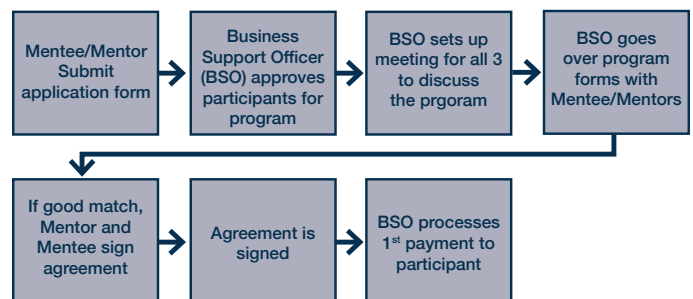 Mentee/Mentor
Submit
application form
Business
Support Officer
(BSO) approves
participants for
program
BSO sets up
meeting for all 3
to discuss
the prgoram
BSO goes
over program
forms with
Mentee/Mentors
If good match,
Mentor and
Mentee sign
agreement
Agreement is
signed
BSO processes
1st payment to
participant